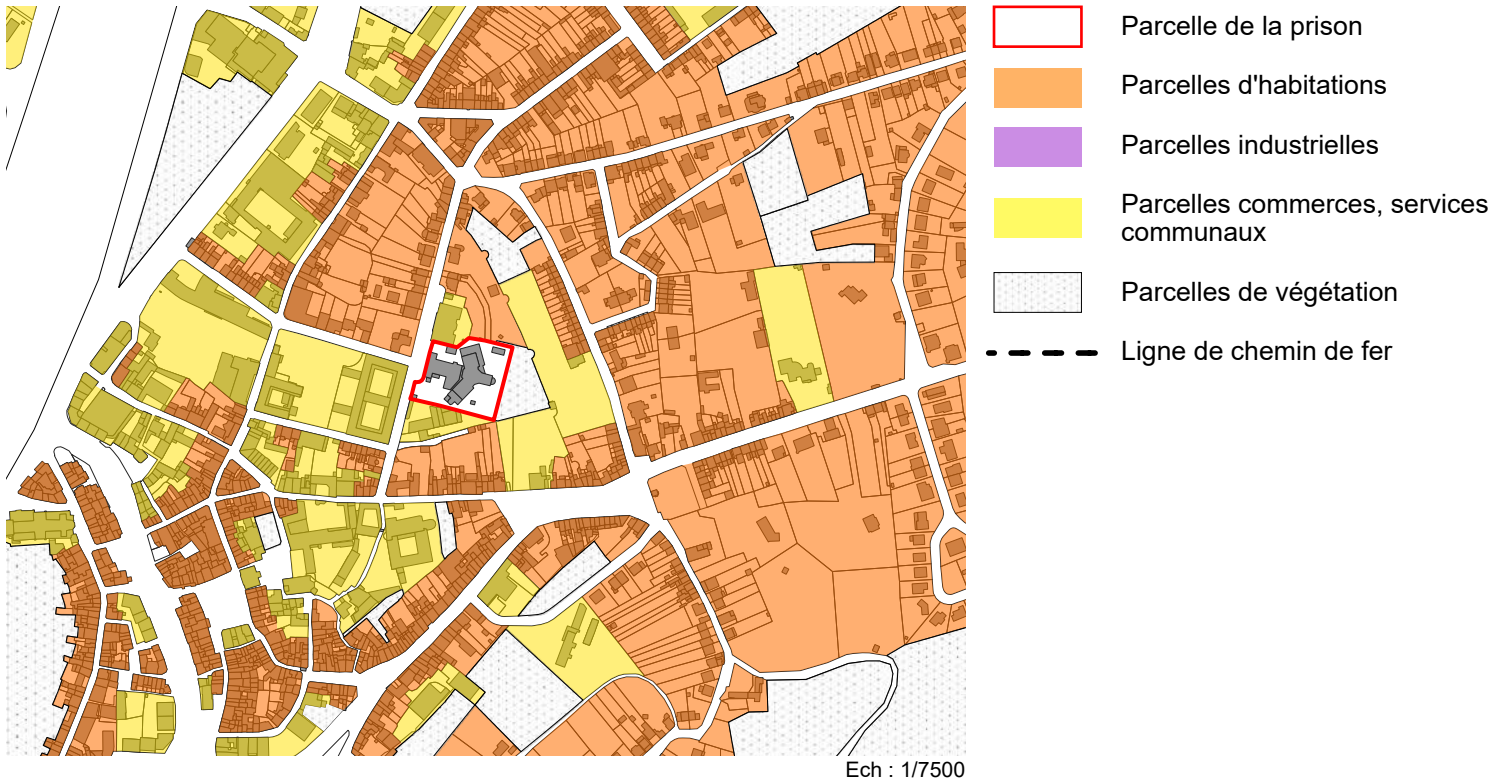 Parcelle de la prison
Parcelles d'habitations
Parcelles industrielles
Parcelles commerces, services
communaux
Parcelles de végétation
Ligne de chemin de fer
Ech : 1/7500